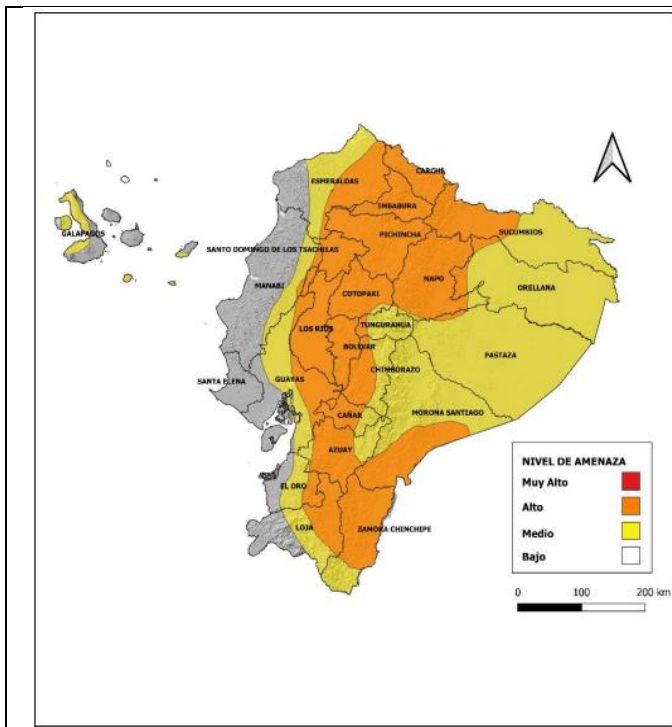 CARCHI
ESMERALDAS
IMBABURA
GALAPAGOS
SUCUMBIOS
PICHINCHA
SANTO DOMINGO DE LOS TSACHILAS
NAPO
MANABI
COTOPAXI
ORELLANA
TUNGURAHUA
LOS RIOS
BOLIVAR
PASTAZA
CHIMBORAZO
SANTA ELENA
GUAYAS
MORONA SANTIAGO
CAÑAR
AZUAY
EL ORO
LOJA
ZAMORA CHINCHIPE
NIVEL DE AMENAZA
Muy Alto
Alto
Medio
Bajo
0 100 200 km